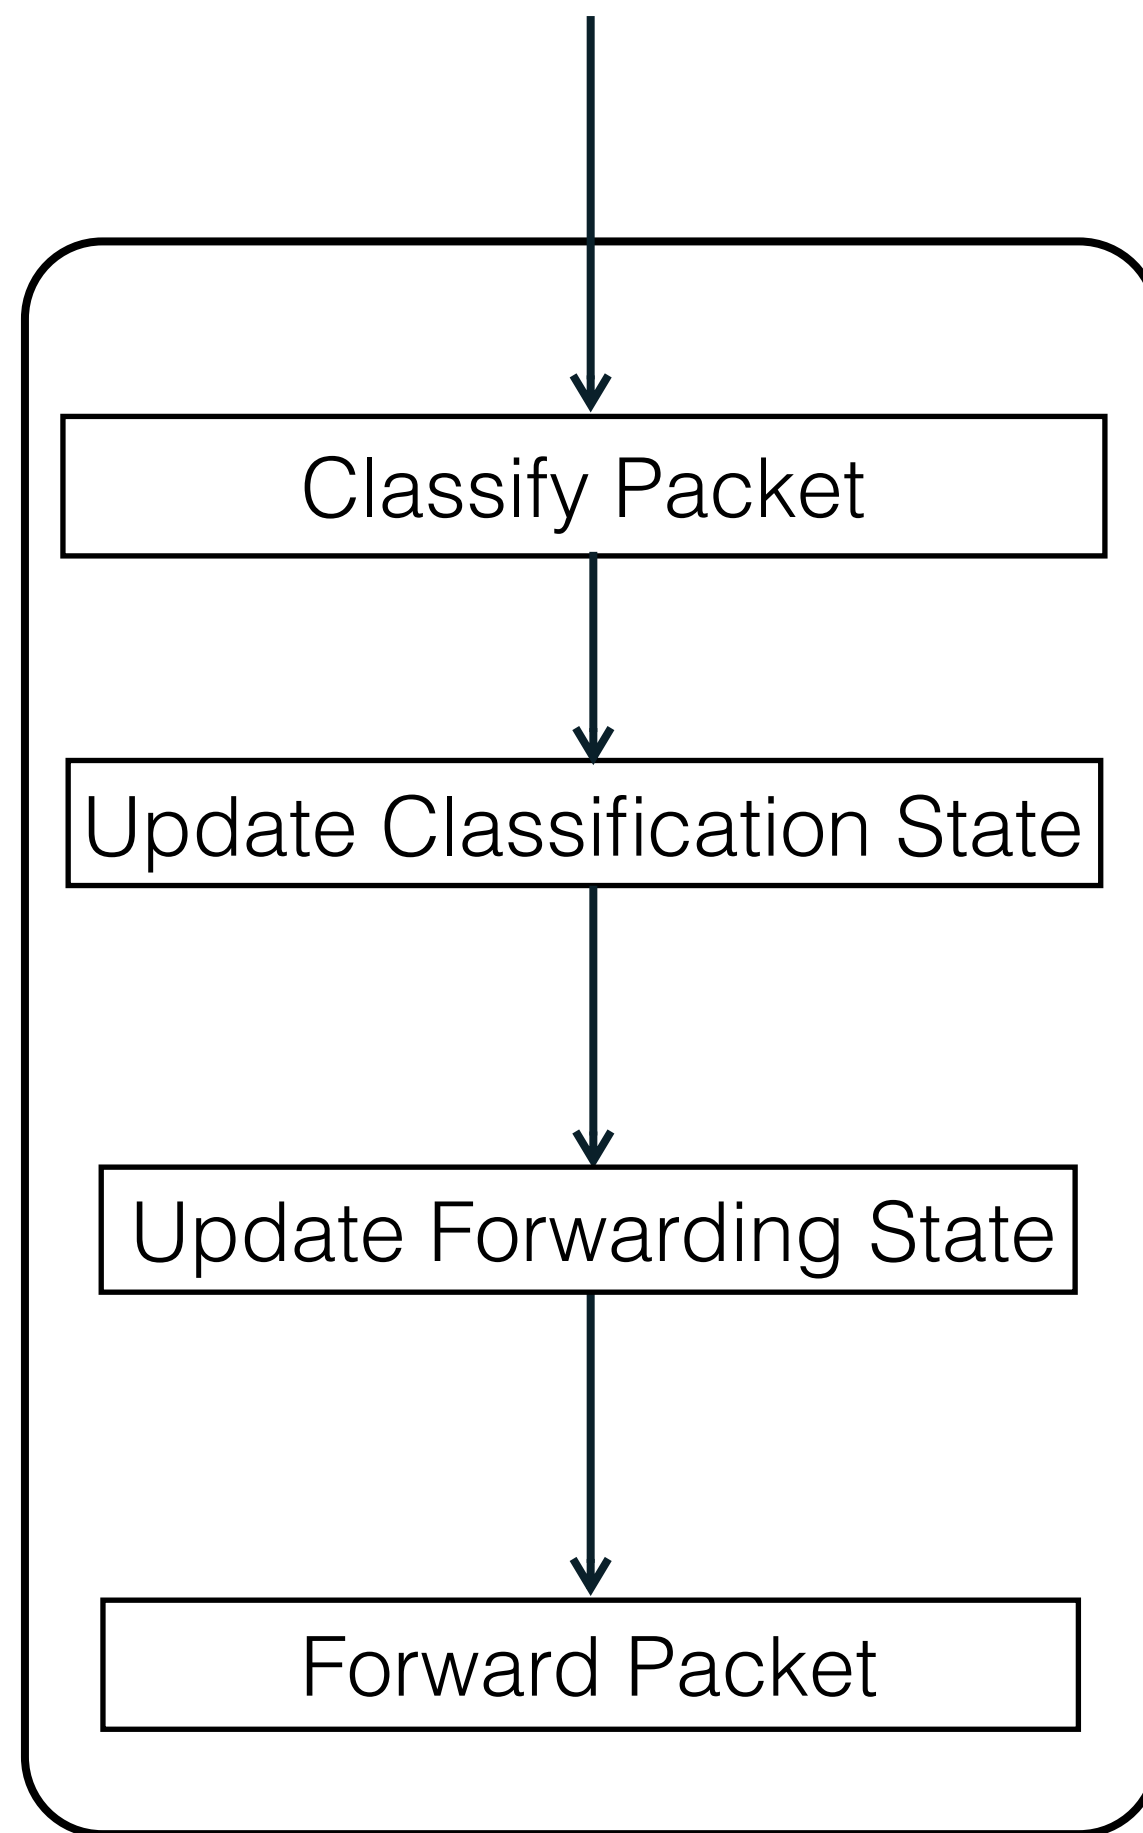 Classify Packet
Update Classification State
Update Forwarding State
Forward Packet